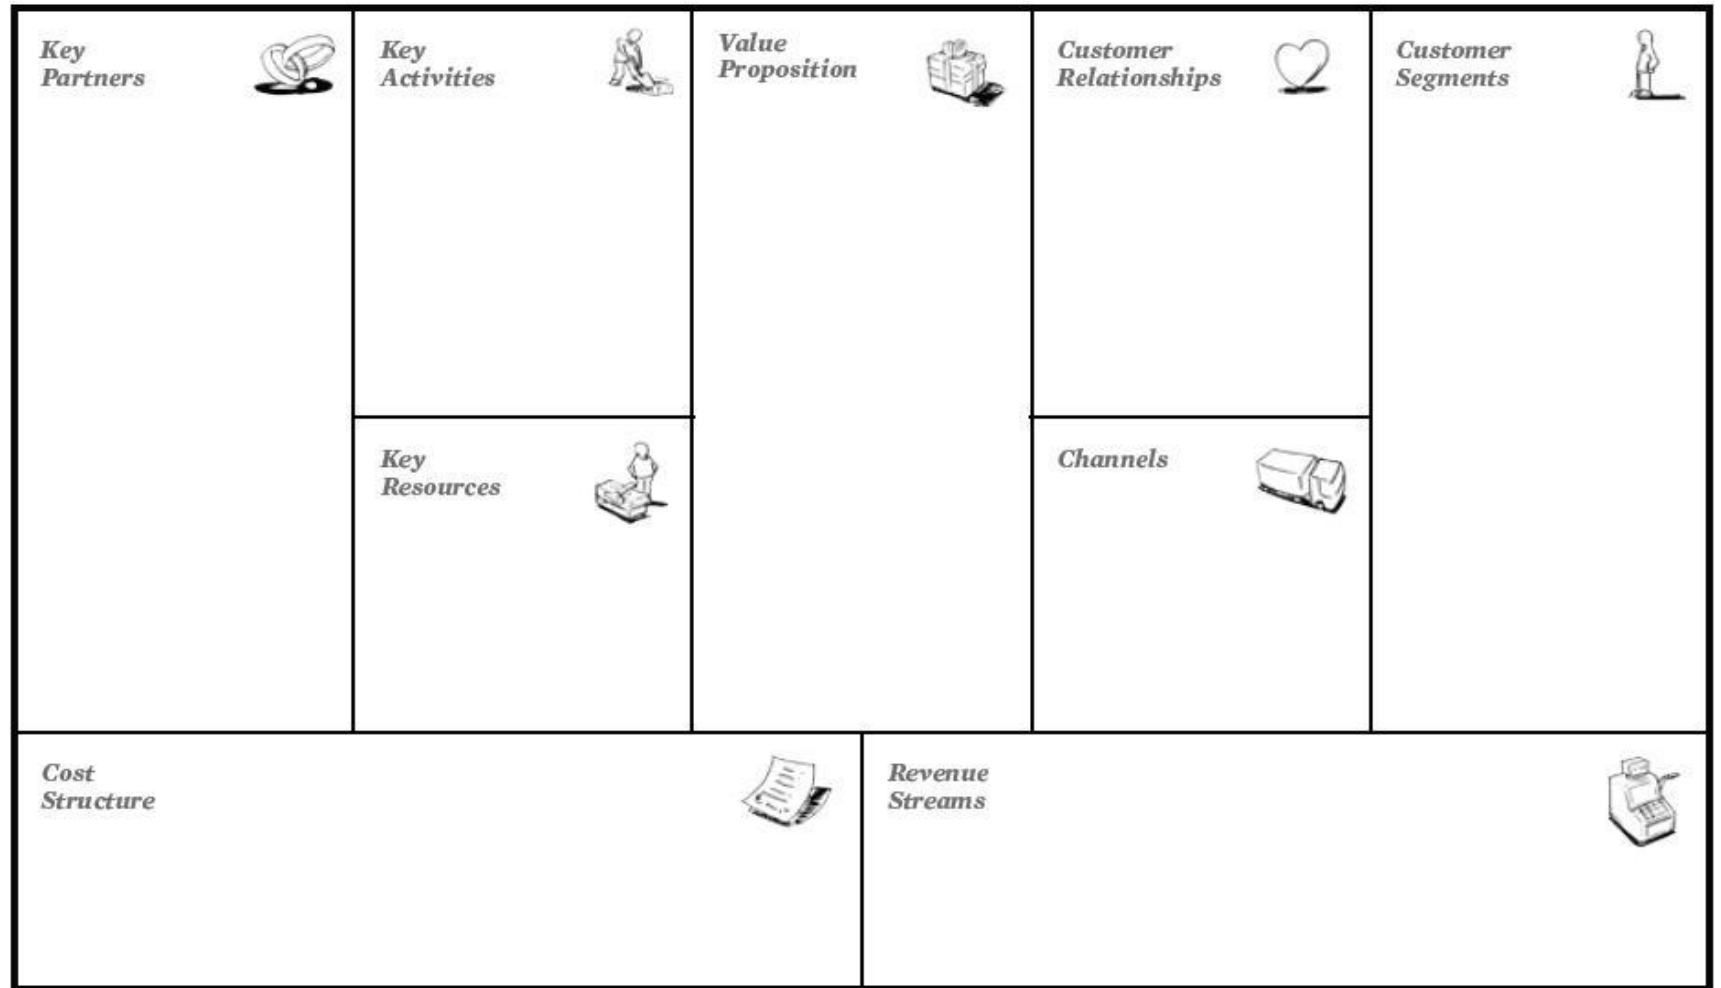 Key
Partners
Key
Activities
Value
Proposition
Customer
Relationships
Customer
Segments
Key
Resources
Channels
Cost
Structure
Revenue
Streams